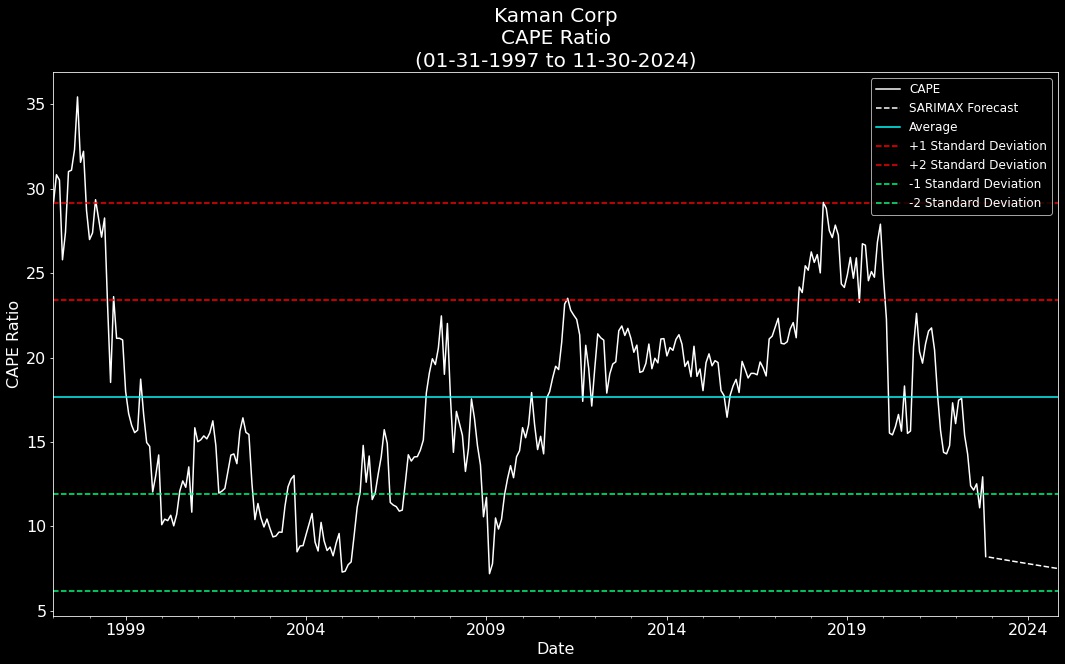 Kaman Corp
CAPE Ratio
(01-31-1997 to 11-30-2024)
CAPE
SARIMAX Forecast
Average
+1 Standard Deviation
+2 Standard Deviation
-1 Standard Deviation
-2 Standard Deviation
CAPE Ratio
35
30
25
20
15
10
5
1999
2004
2009
2014
2019
2024
Date